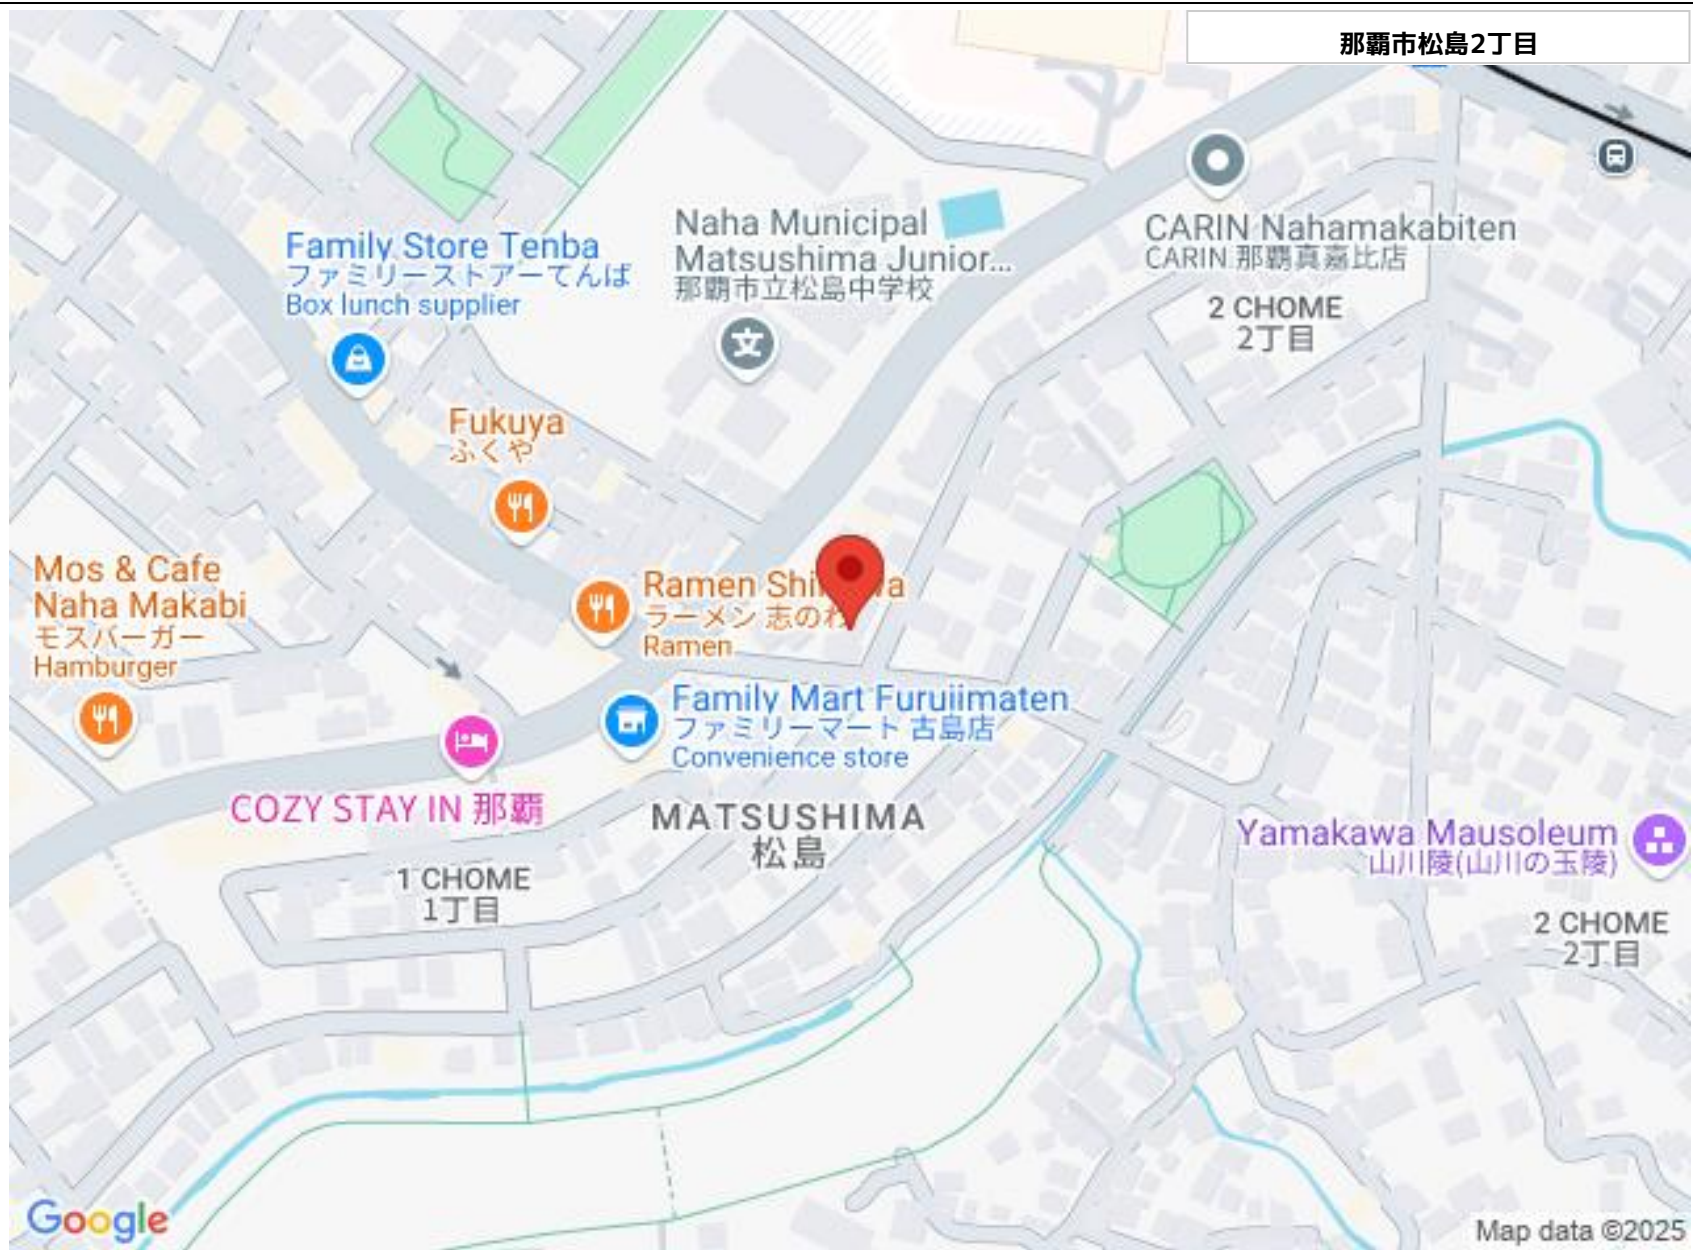 那覇市松島2丁目
Naha Municipal
Matsushima Junior...
那覇市立松島中学校
文
CARIN Nahamakabiten
CARIN 那覇真嘉比店
2 CHOME
2丁目
Family Store Tenba
ファミリーストアーてんば
Box lunch supplier
Fukuya
ふくや
Mos & Cafe
Naha Makabi
モスバーガー
Hamburger
Ramen
ラーメン 志のわ
Ramen
Family Mart Furujimaten
ファミリーマート 古島店
Convenience store
COZY STAY IN 那覇
MATSUSHIMA
松島
1 CHOME
1丁目
Yamakawa Mausoleum
山川陵(山川の玉陵)
2 CHOME
2丁目
Google
Map data ©2025